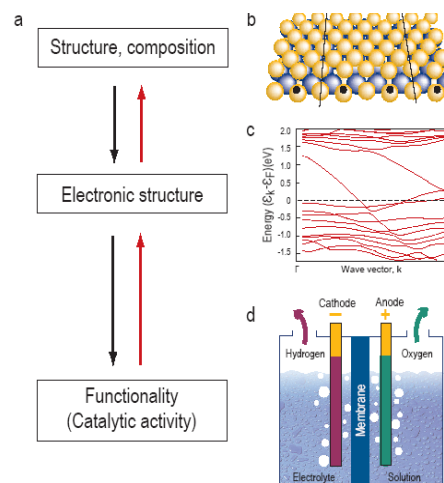 a
Structure, composition
Electronic structure
Functionality
(Catalytic activity)
b
c
Energy (εk-εF)(eV)
2.0
1.5
1.0
0.5
0
-0.5
-1.0
-1.5
Γ
Wave vector, k
d
Cathode
Anode
−
+
Hydrogen
Oxygen
Membrane
Electrolyte
Solution